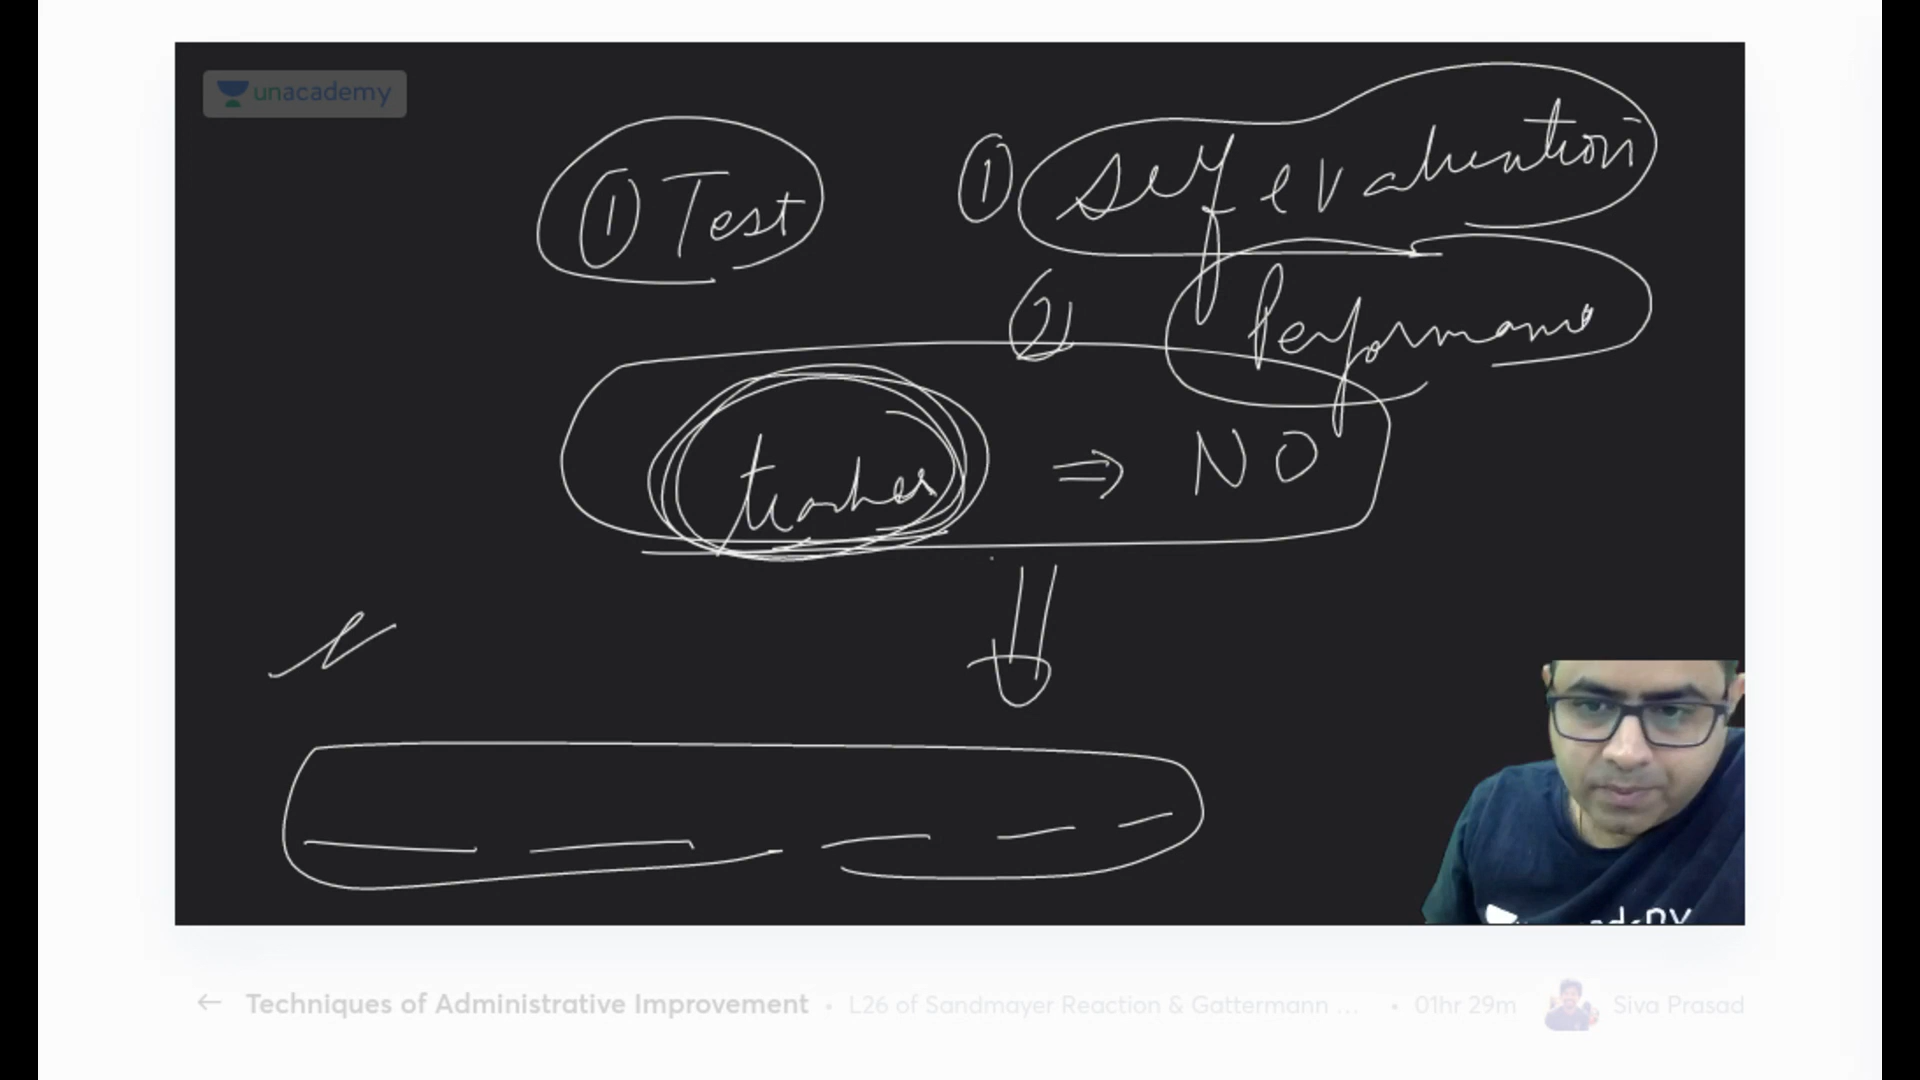 unacademy
① Test
① Self evaluation
② Performance
teacher ⇒ NO
← Techniques of Administrative Improvement • L26 of Sandmayer Reaction & Gattermann ... • 01hr 29m Siva Prasad